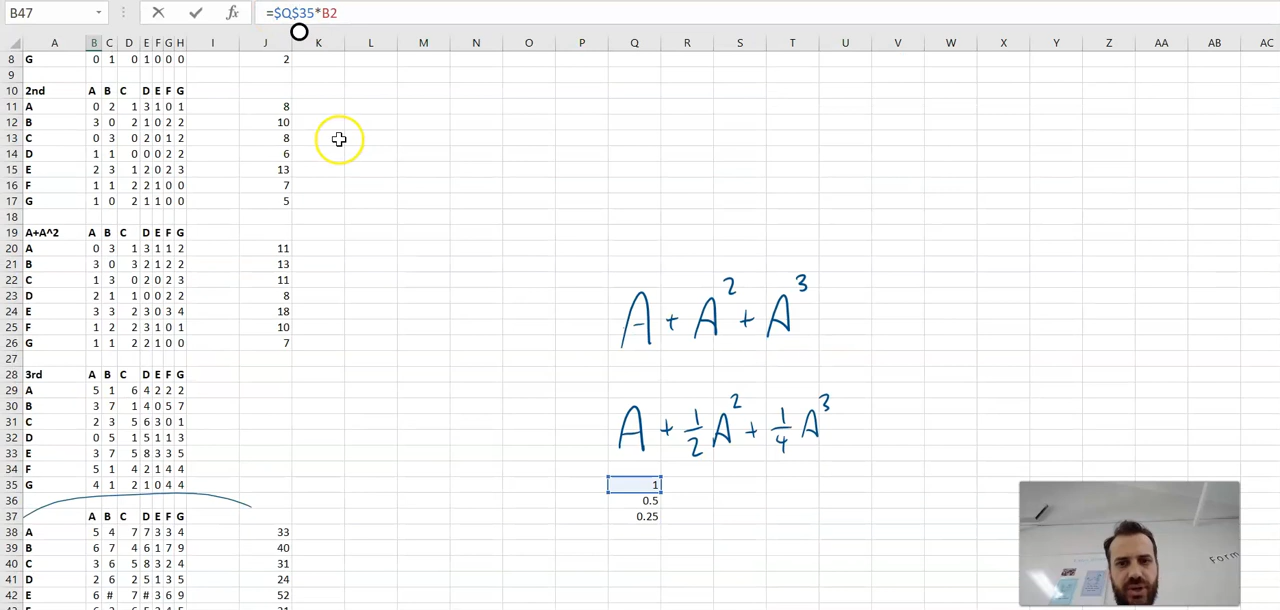 B47 fx =$Q$35*B2
A B C D E F G H I J K L M N O P Q R S T U V W X Y Z AA AB AC
8 G 0 1 0 1 0 0 0 2
9
10 2nd A B C D E F G
11 A 0 2 1 3 1 0 1 8
12 B 3 0 2 1 0 2 2 10
13 C 0 3 0 2 0 1 2 8
14 D 1 1 0 0 0 2 2 6
15 E 2 3 1 2 0 2 3 13
16 F 1 1 2 2 1 0 0 7
17 G 1 0 2 1 1 0 0 5
18
19 A+A^2 A B C D E F G
20 A 0 3 1 3 1 1 2 11
21 B 3 0 3 2 1 2 2 13
22 C 1 3 0 2 0 2 3 11
23 D 2 1 1 0 0 2 2 8
24 E 3 3 2 3 0 3 4 18
25 F 1 2 2 3 1 0 1 10
26 G 1 1 2 2 1 0 0 7
A + A² + A³
27
28 3rd A B C D E F G
29 A 5 1 6 4 2 2 2
30 B 3 7 1 4 0 5 7
31 C 2 3 5 6 3 0 1
32 D 0 5 1 5 1 1 3
33 E 3 7 5 8 3 3 5
34 F 5 1 4 2 1 4 4
A + 1/2 A² + 1/4 A³
35 G 4 1 2 1 0 4 4 1
36 0.5
37 A B C D E F G 0.25
38 A 5 4 7 7 3 3 4 33
39 B 6 7 4 6 1 7 9 40
40 C 3 6 5 8 3 2 4 31
41 D 2 6 2 5 1 3 5 24
42 E 6 # 7 # 3 6 9 52
Form